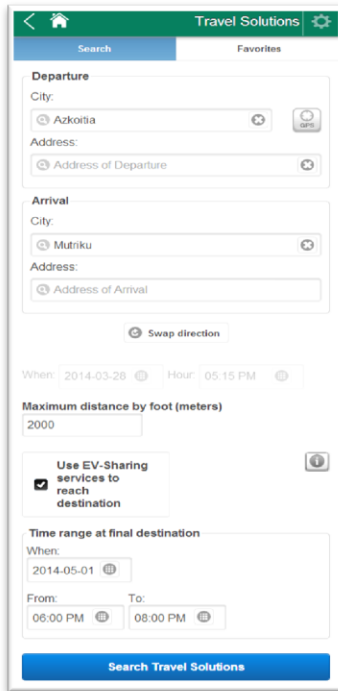 Travel Solutions
Search Favorites
Departure
City:
Azkoitia
GPS
Address:
Address of Departure
Arrival
City:
Mutriku
Address:
Address of Arrival
Swap direction
When: 2014-03-28 Hour: 05:15 PM
Maximum distance by foot (meters)
2000
Use EV-Sharing
services to
reach
destination
Time range at final destination
When:
2014-05-01
From: To:
06:00 PM 08:00 PM
Search Travel Solutions